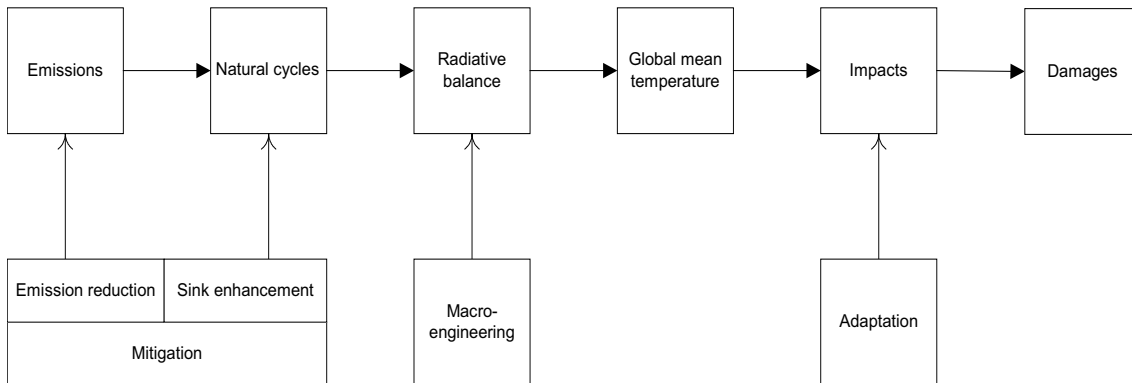 Emissions
Natural cycles
Radiative
balance
Global mean
temperature
Impacts
Damages
Emission reduction
Sink enhancement
Mitigation
Macro-
engineering
Adaptation